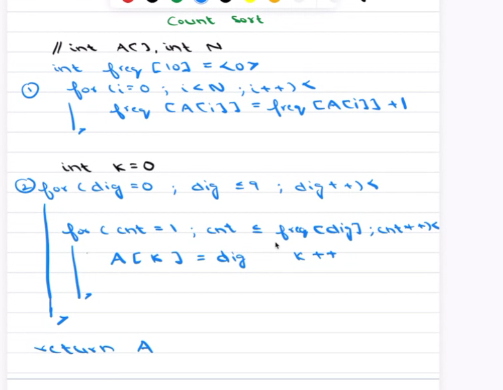 Count Sort
// int A[], int N
int freq [10] = {0}
① for (i=0 ; i<N ; i++){
freq [A[i]] = freq [A[i]] +1
}
int k=0
② for (dig=0 ; dig ≤ 9 ; dig++){
for (cnt = 1 ; cnt ≤ freq[dig] ; cnt++){
A[k] = dig k++
}
}
return A